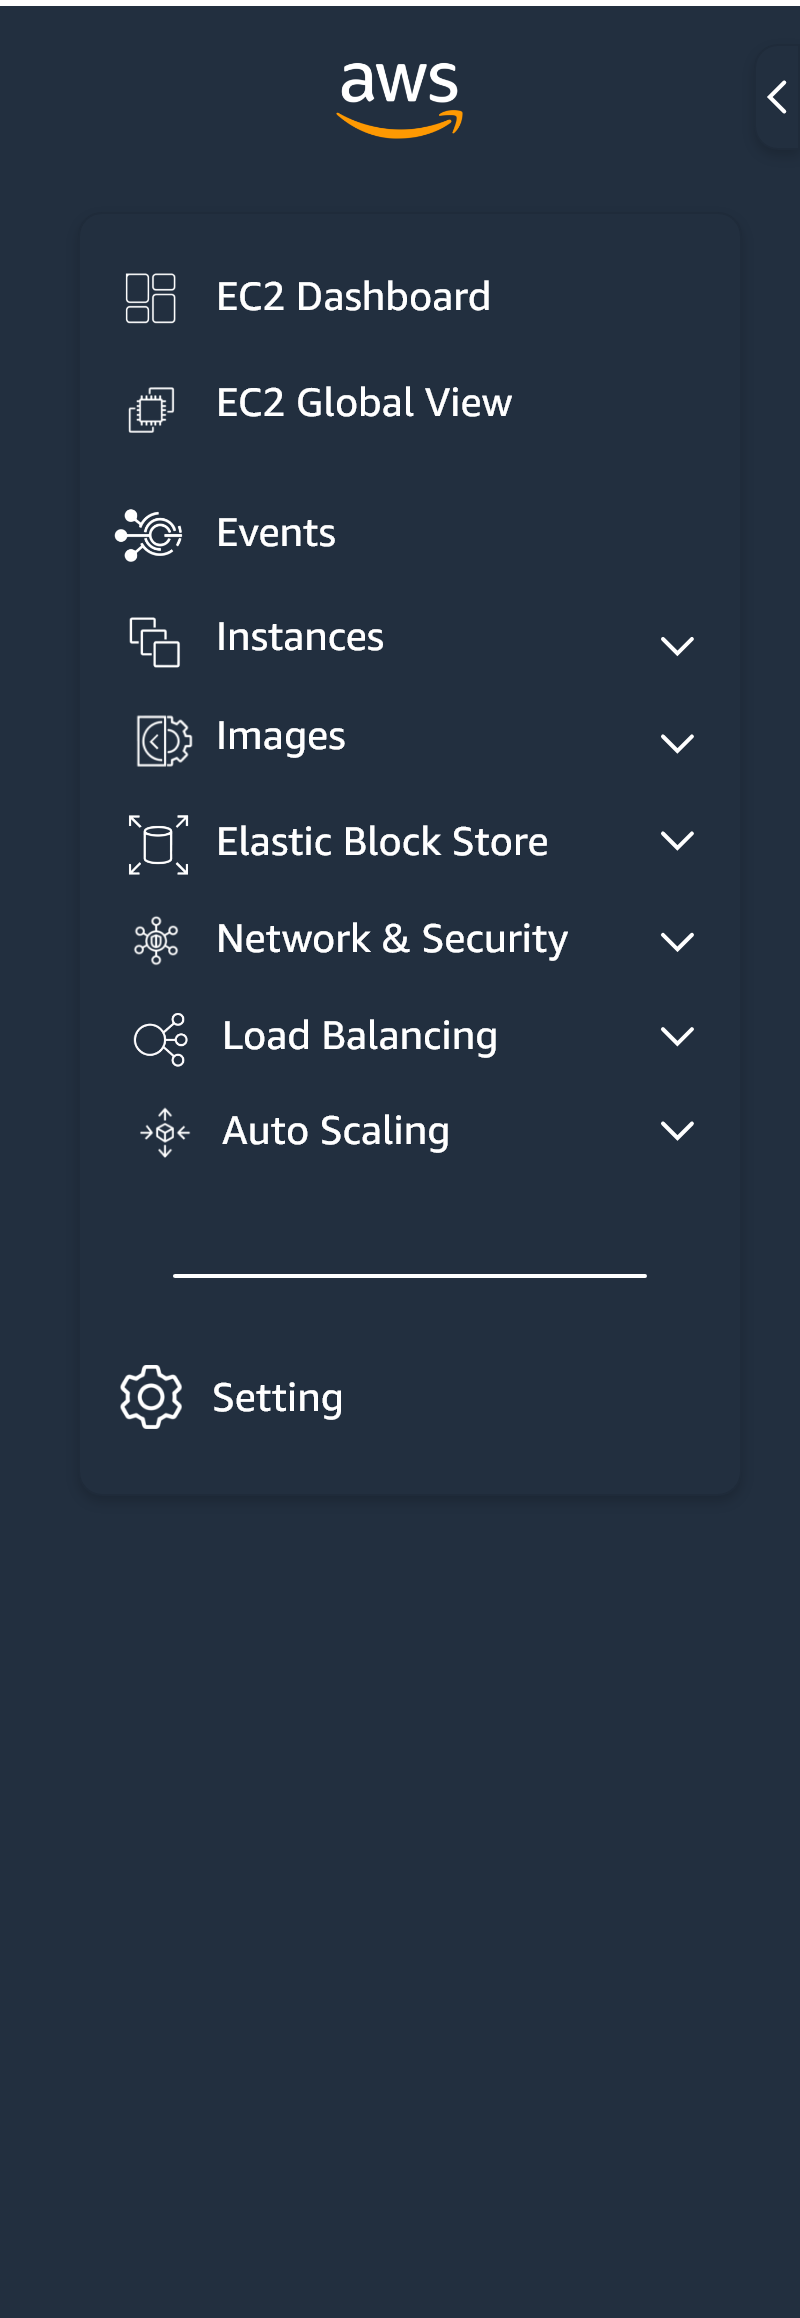 aws
EC2 Dashboard
EC2 Global View
Events
Instances
Images
Elastic Block Store
Network & Security
Load Balancing
Auto Scaling
Setting